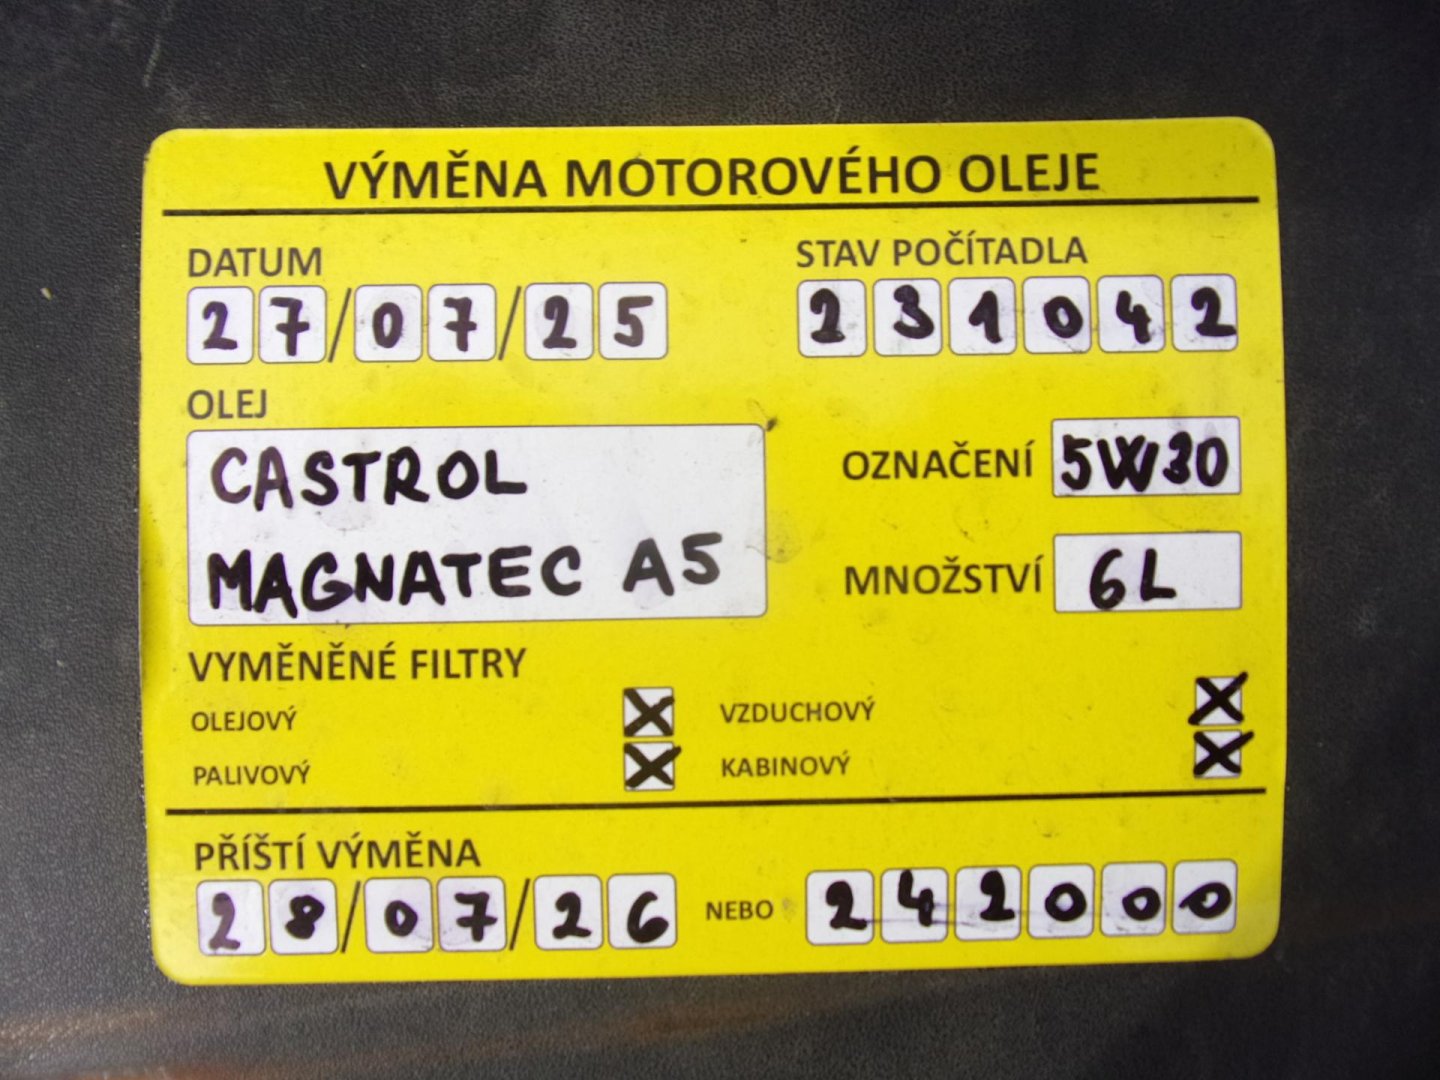 VÝMĚNA MOTOROVÉHO OLEJE
DATUM STAV POČÍTADLA
27/07/25 231042
OLEJ
CASTROL
OZNAČENÍ 5W30
MAGNATEC A5
MNOŽSTVÍ 6L
VYMĚNĚNÉ FILTRY
OLEJOVÝ X VZDUCHOVÝ X
PALIVOVÝ X KABINOVÝ X
PŘÍŠTÍ VÝMĚNA
28/07/26 NEBO 242000